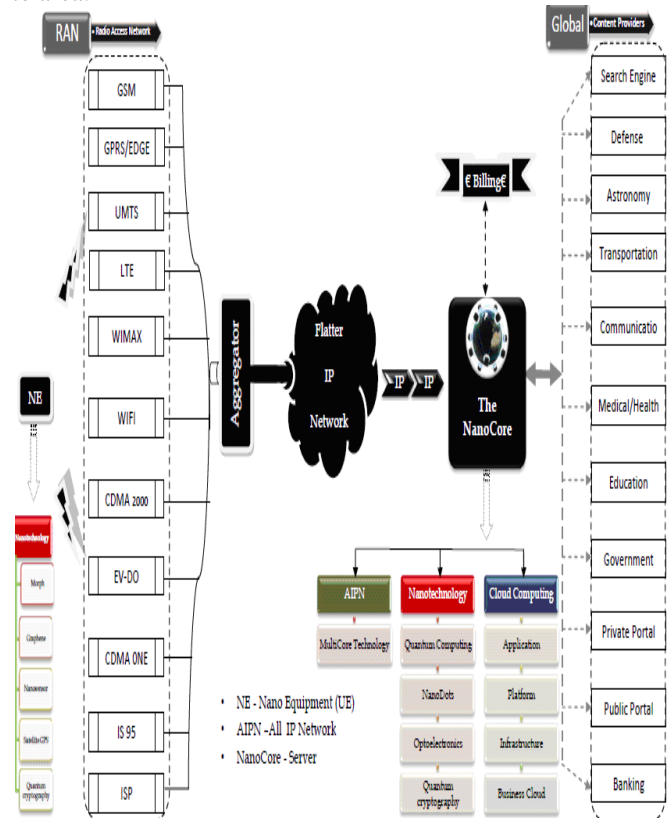 RAN
• Radio Access Network
Global
• Content Providers
GSM
GPRS/EDGE
UMTS
LTE
WIMAX
WIFI
CDMA 2000
EV-DO
CDMA ONE
IS 95
ISP
NE
Nanotechnology
Morph
Graphene
Nanosensor
Satellite GPS
Quantum
cryptography
Aggregator
Flatter
IP
Network
IP
IP
€ Billing€
The
NanoCore
AIPN
MultiCore Technology
Nanotechnology
Quantum Computing
NanoDots
Optoelectronics
Quantum
cryptography
Cloud Computing
Application
Platform
Infrastructure
Business Cloud
• NE - Nano Equipment (UE)
• AIPN –All IP Network
• NanoCore - Server
Search Engine
Defense
Astronomy
Transportation
Communicatio
Medical/Health
Education
Government
Private Portal
Public Portal
Banking